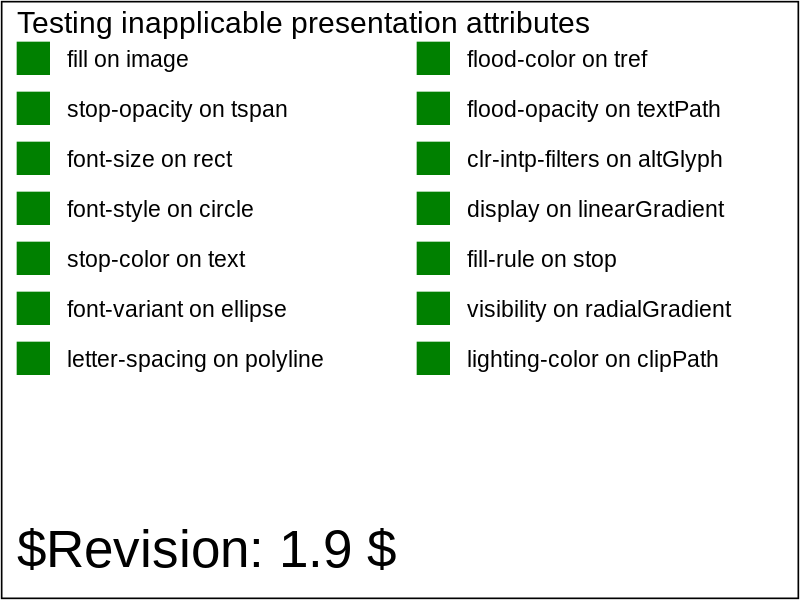 Testing inapplicable presentation attributes
fill on image
stop-opacity on tspan
font-size on rect
font-style on circle
stop-color on text
font-variant on ellipse
letter-spacing on polyline
flood-color on tref
flood-opacity on textPath
clr-intp-filters on altGlyph
display on linearGradient
fill-rule on stop
visibility on radialGradient
lighting-color on clipPath
$Revision: 1.9 $